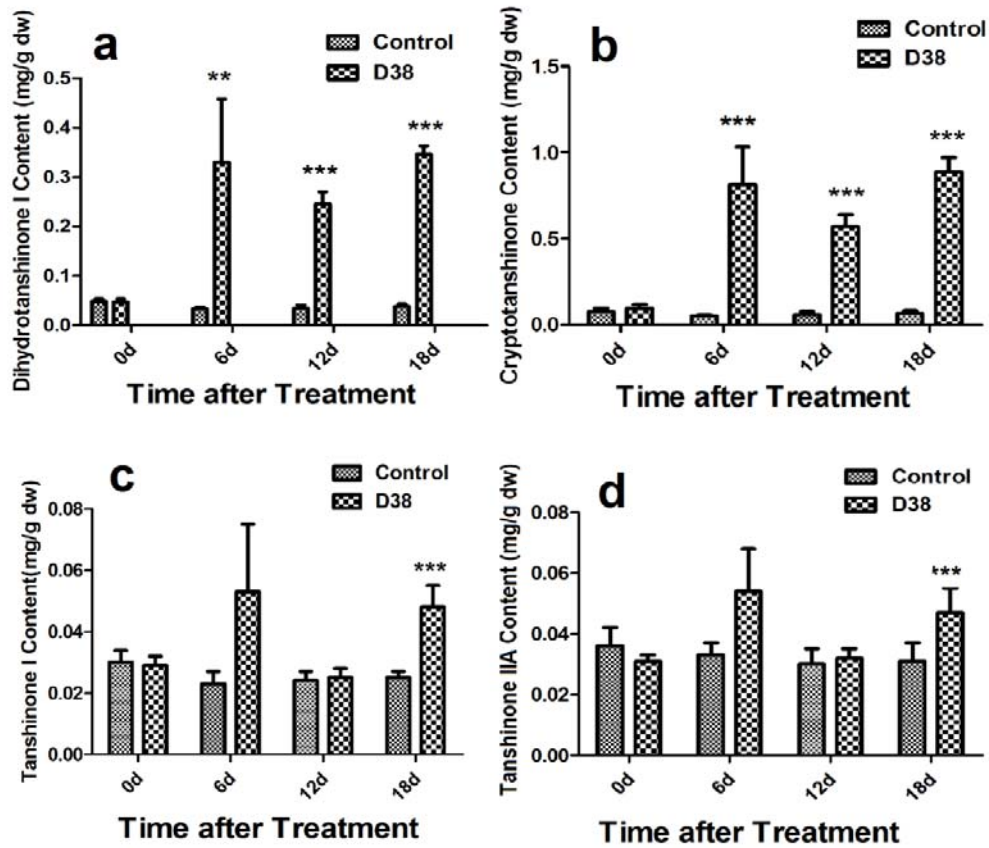 a
Control
D38
Dihydrotanshinone I Content (mg/g dw)
0.5
0.4
0.3
0.2
0.1
0.0
**
***
***
0d
6d
12d
18d
Time after Treatment
b
Control
D38
Cryptotanshinone Content (mg/g dw)
1.5
1.0
0.5
0.0
***
***
***
0d
6d
12d
18d
Time after Treatment
c
Control
D38
Tanshinone I Content(mg/g dw)
0.08
0.06
0.04
0.02
0.00
***
0d
6d
12d
18d
Time after Treatment
d
Control
D38
Tanshinone IIA Content (mg/g dw)
0.08
0.06
0.04
0.02
0.00
***
0d
6d
12d
18d
Time after Treatment